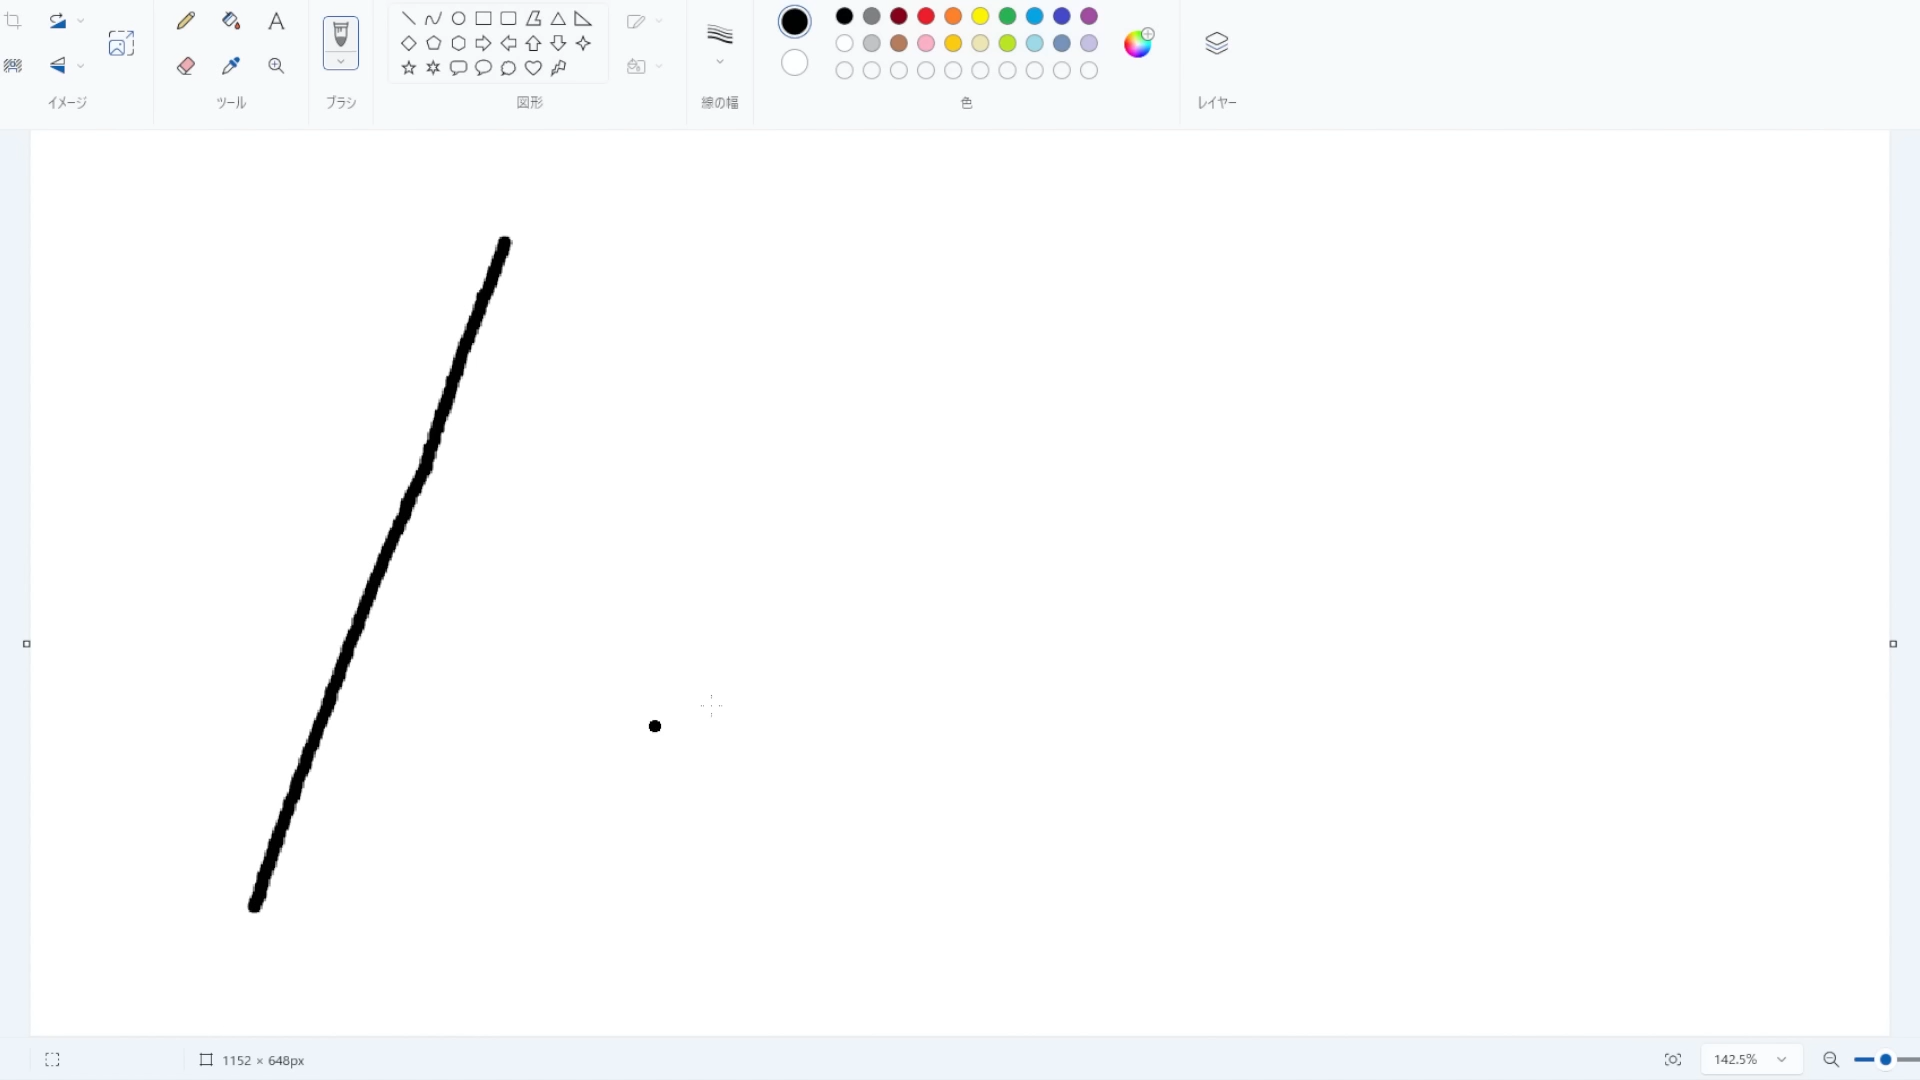 イメージ
ツール
ブラシ
図形
線の幅
色
レイヤー
1152 × 648px
142.5%